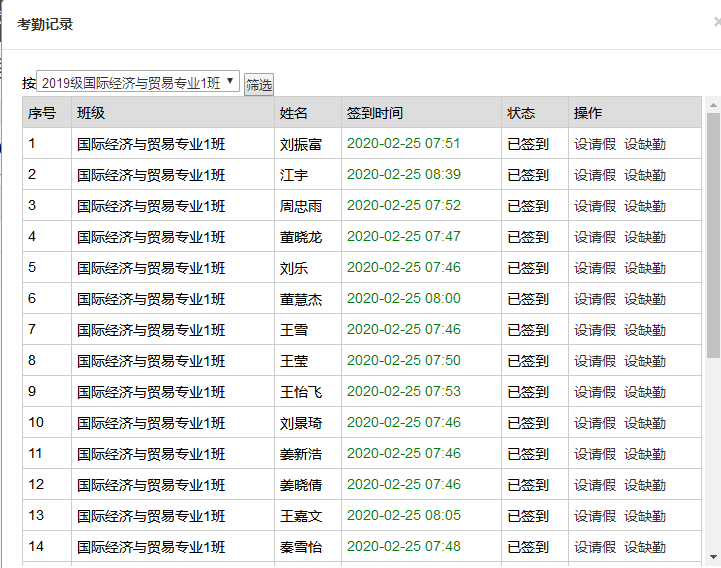 考勤记录
按 2019级国际经济与贸易专业1班 筛选
序号 班级 姓名 签到时间 状态 操作
1 国际经济与贸易专业1班 刘振富 2020-02-25 07:51 已签到 设请假 设缺勤
2 国际经济与贸易专业1班 江宇 2020-02-25 08:39 已签到 设请假 设缺勤
3 国际经济与贸易专业1班 周忠雨 2020-02-25 07:52 已签到 设请假 设缺勤
4 国际经济与贸易专业1班 董晓龙 2020-02-25 07:47 已签到 设请假 设缺勤
5 国际经济与贸易专业1班 刘乐 2020-02-25 07:46 已签到 设请假 设缺勤
6 国际经济与贸易专业1班 董慧杰 2020-02-25 08:00 已签到 设请假 设缺勤
7 国际经济与贸易专业1班 王雪 2020-02-25 07:46 已签到 设请假 设缺勤
8 国际经济与贸易专业1班 王莹 2020-02-25 07:50 已签到 设请假 设缺勤
9 国际经济与贸易专业1班 王怡飞 2020-02-25 07:53 已签到 设请假 设缺勤
10 国际经济与贸易专业1班 刘景琦 2020-02-25 07:46 已签到 设请假 设缺勤
11 国际经济与贸易专业1班 姜新浩 2020-02-25 07:46 已签到 设请假 设缺勤
12 国际经济与贸易专业1班 姜晓倩 2020-02-25 07:46 已签到 设请假 设缺勤
13 国际经济与贸易专业1班 王嘉文 2020-02-25 08:05 已签到 设请假 设缺勤
14 国际经济与贸易专业1班 秦雪怡 2020-02-25 07:48 已签到 设请假 设缺勤